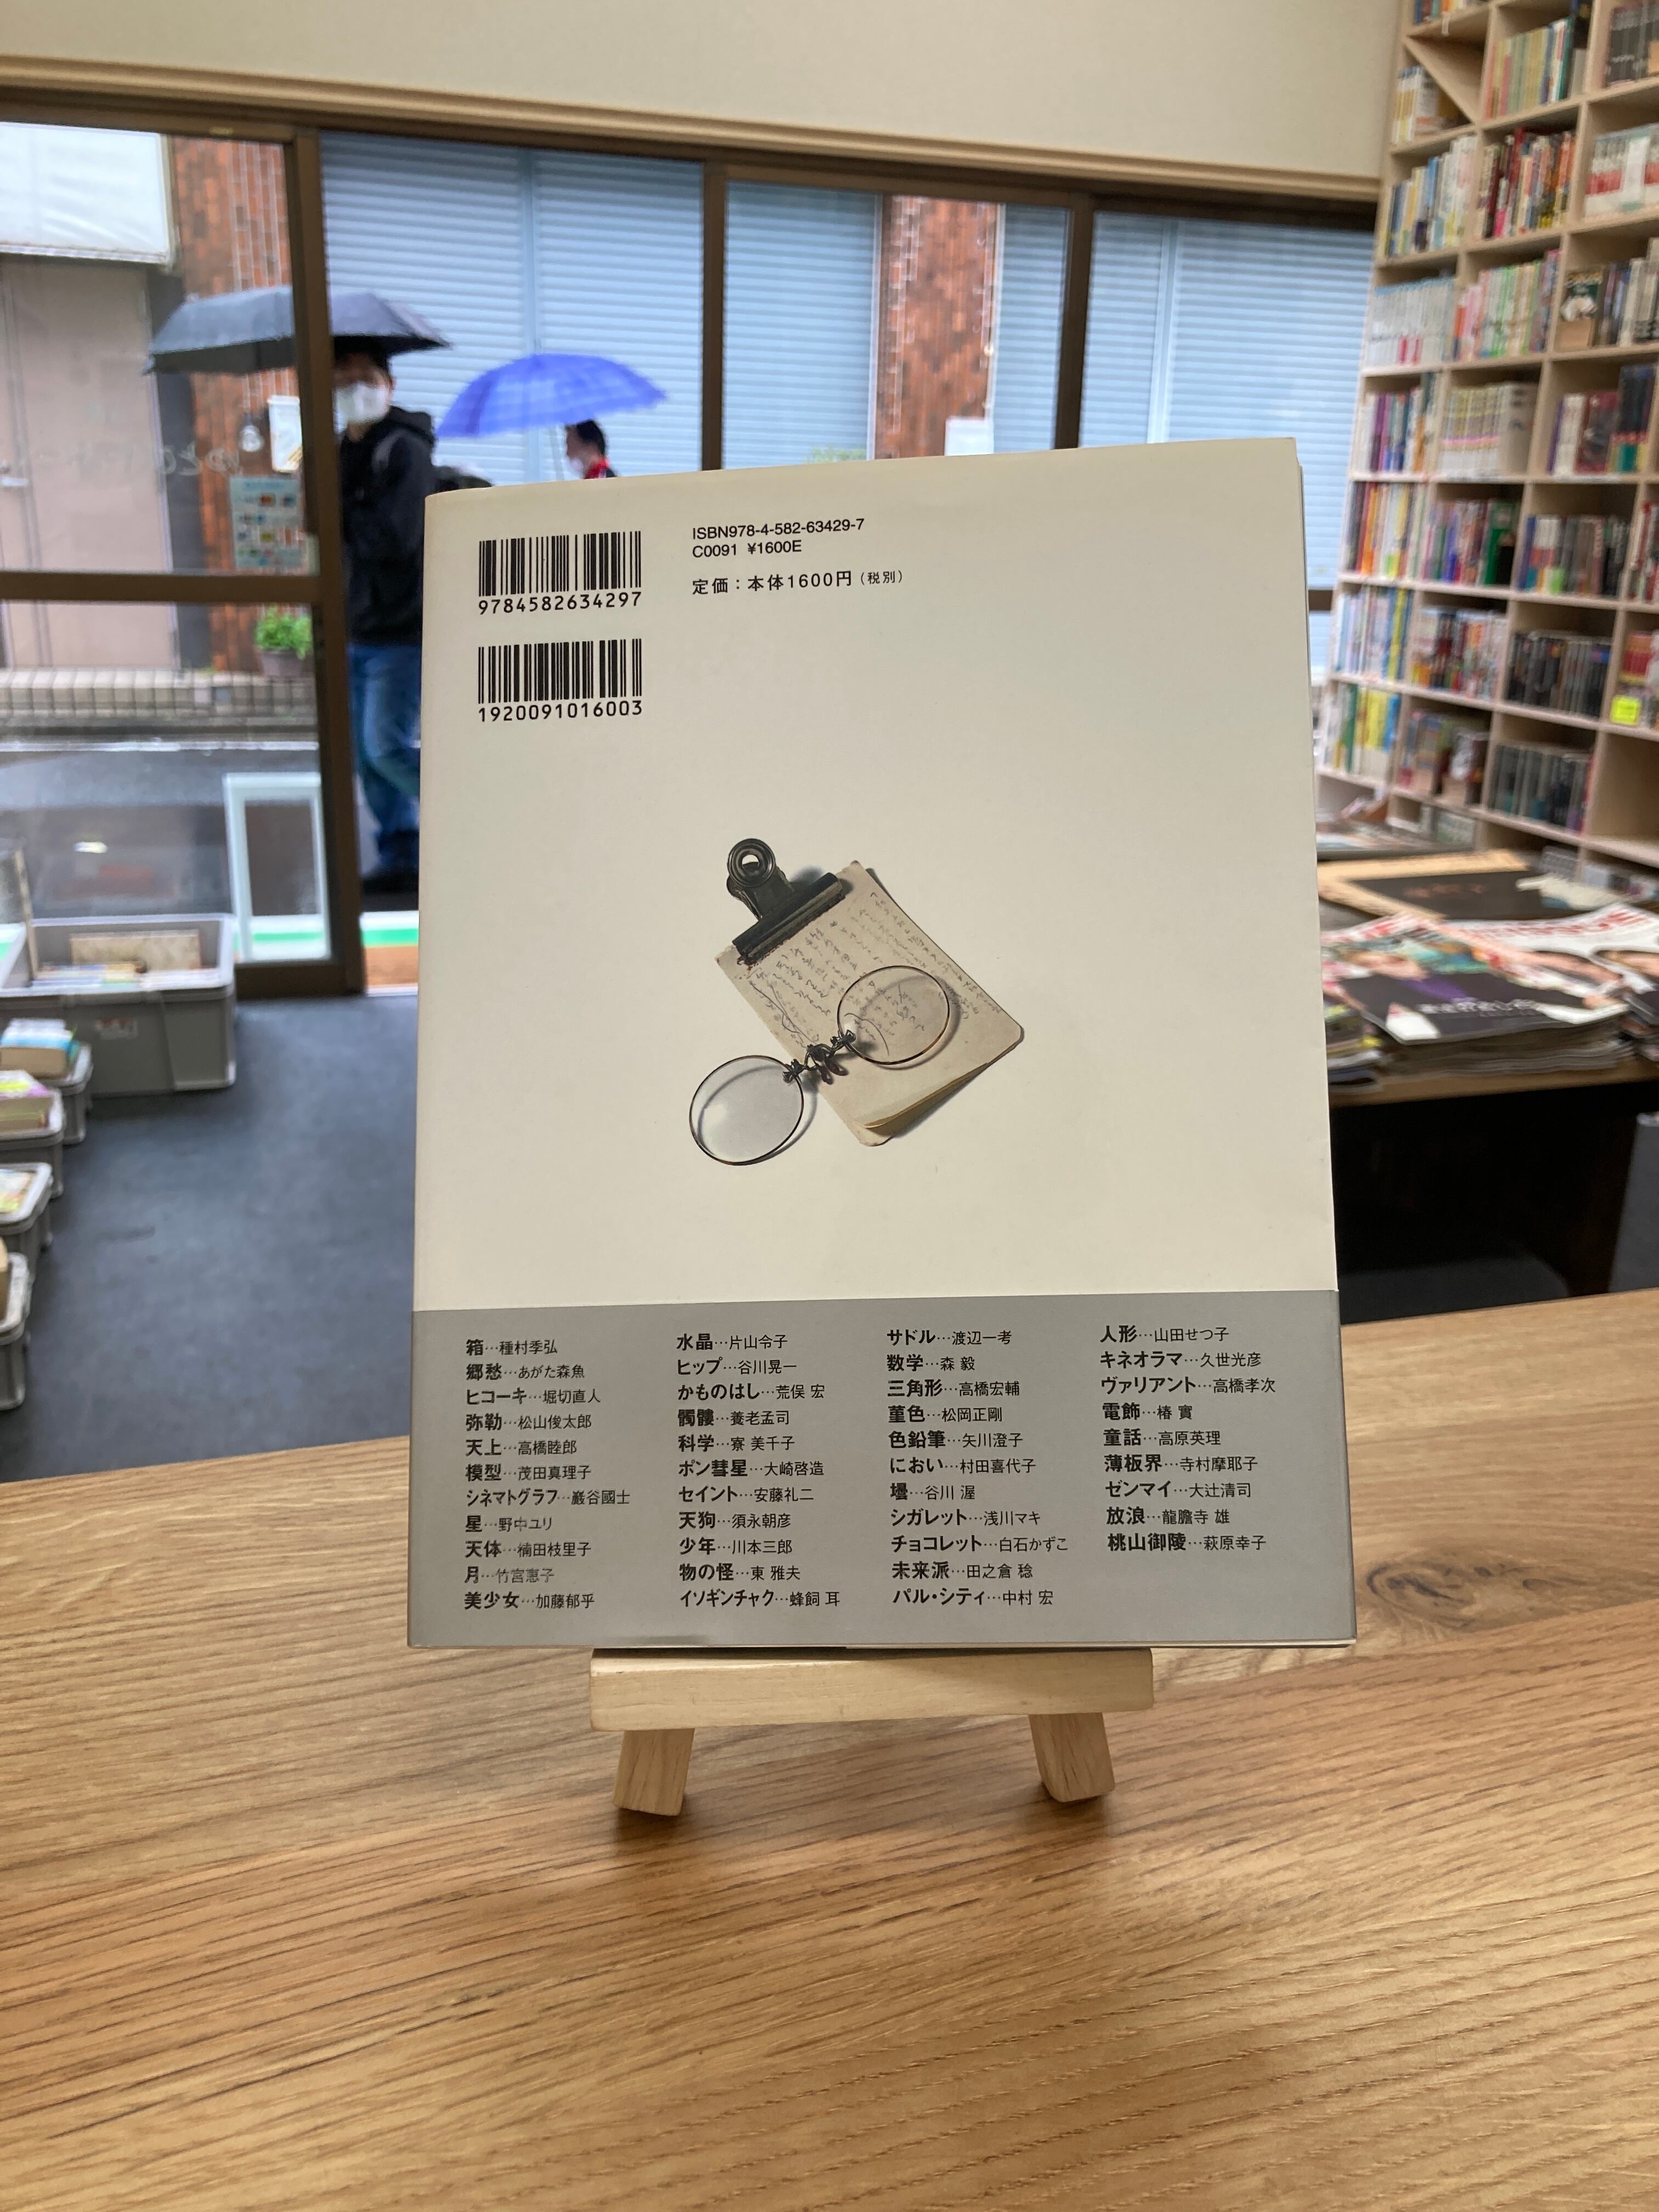 ISBN978-4-582-63429-7
C0091 ¥1600E
定価：本体1600円（税別）
9784582634297
1920091016003
箱…種村季弘
郷愁…あがた森魚
ヒコーキ…堀切直人
弥勒…松山俊太郎
天上…高橋睦郎
模型…茂田真理子
シネマトグラフ…巖谷國士
星…野中ユリ
天体…楠田枝里子
月…竹宮惠子
美少女…加藤郁乎
水晶…片山令子
ヒップ…谷川晃一
かものはし…荒俣 宏
髑髏…養老孟司
科学…寮 美千子
ポン彗星…大崎啓造
セイント…安藤礼二
天狗…須永朝彦
少年…川本三郎
物の怪…東 雅夫
イソギンチャク…蜂飼 耳
サドル…渡辺一考
数学…森 毅
三角形…高橋宏輔
菫色…松岡正剛
色鉛筆…矢川澄子
におい…村田喜代子
壜…谷川 渥
シガレット…浅川マキ
チョコレット…白石かずこ
未来派…田之倉 稔
パル・シティ…中村 宏
人形…山田せつ子
キネオラマ…久世光彦
ヴァリアント…高橋孝次
電飾…椿 實
童話…高原英理
薄板界…寺村摩耶子
ゼンマイ…大辻清司
放浪…龍膽寺 雄
桃山御陵…萩原幸子